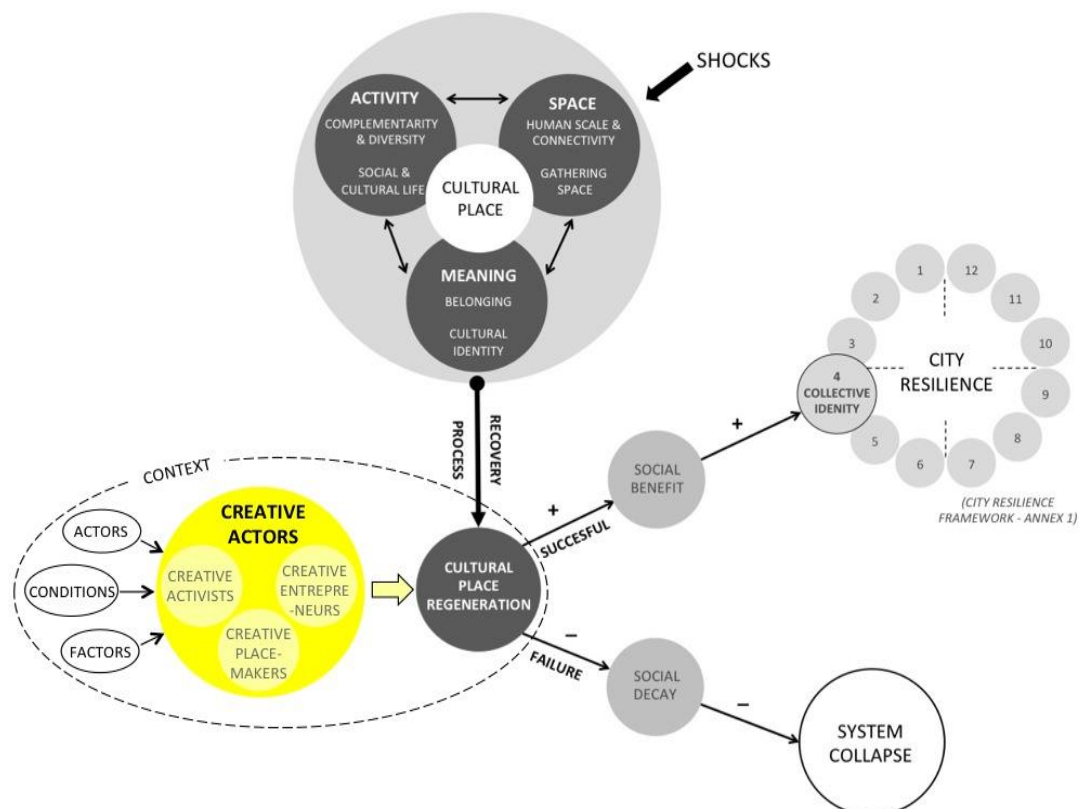 SHOCKS
ACTIVITY
COMPLEMENTARITY
& DIVERSITY
SOCIAL &
CULTURAL LIFE
SPACE
HUMAN SCALE &
CONNECTIVITY
GATHERING
SPACE
CULTURAL
PLACE
MEANING
BELONGING
CULTURAL
IDENTITY
RECOVERY
PROCESS
1
12
2
11
3
10
CITY
RESILIENCE
4
COLLECTIVE
IDENITY
9
5
8
6
7
(CITY RESILIENCE
FRAMEWORK - ANNEX 1)
+
SOCIAL
BENEFIT
+
SUCCESFUL
CONTEXT
ACTORS
CONDITIONS
FACTORS
CREATIVE
ACTORS
CREATIVE
ACTIVISTS
CREATIVE
ENTREPRE
-NEURS
CREATIVE
PLACE-
MAKERS
CULTURAL
PLACE
REGENERATION
–
FAILURE
SOCIAL
DECAY
–
SYSTEM
COLLAPSE